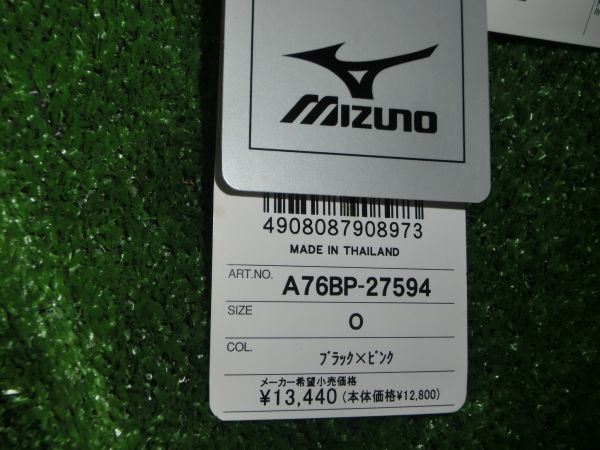 MIZUNO
4908087908973
MADE IN THAILAND
ART.NO. A76BP-27594
SIZE O
COL. ﾌﾞﾗｯｸ×ﾋﾟﾝｸ
メーカー希望小売価格
¥13,440 (本体価格¥12,800)